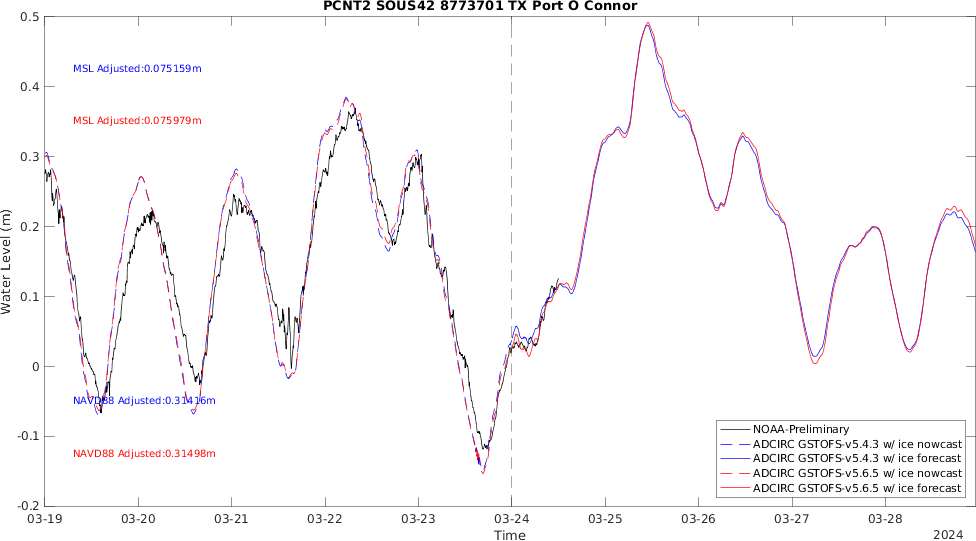 PCNT2 SOUS42 8773701 TX Port O Connor
0.5
0.4
0.3
0.2
0.1
0
-0.1
-0.2
Water Level (m)
MSL Adjusted:0.075159m
MSL Adjusted:0.075979m
NAVD88 Adjusted:0.31416m
NAVD88 Adjusted:0.31498m
NOAA-Preliminary
ADCIRC GSTOFS-v5.4.3 w/ ice nowcast
ADCIRC GSTOFS-v5.4.3 w/ ice forecast
ADCIRC GSTOFS-v5.6.5 w/ ice nowcast
ADCIRC GSTOFS-v5.6.5 w/ ice forecast
03-19 03-20 03-21 03-22 03-23 03-24 03-25 03-26 03-27 03-28
Time
2024